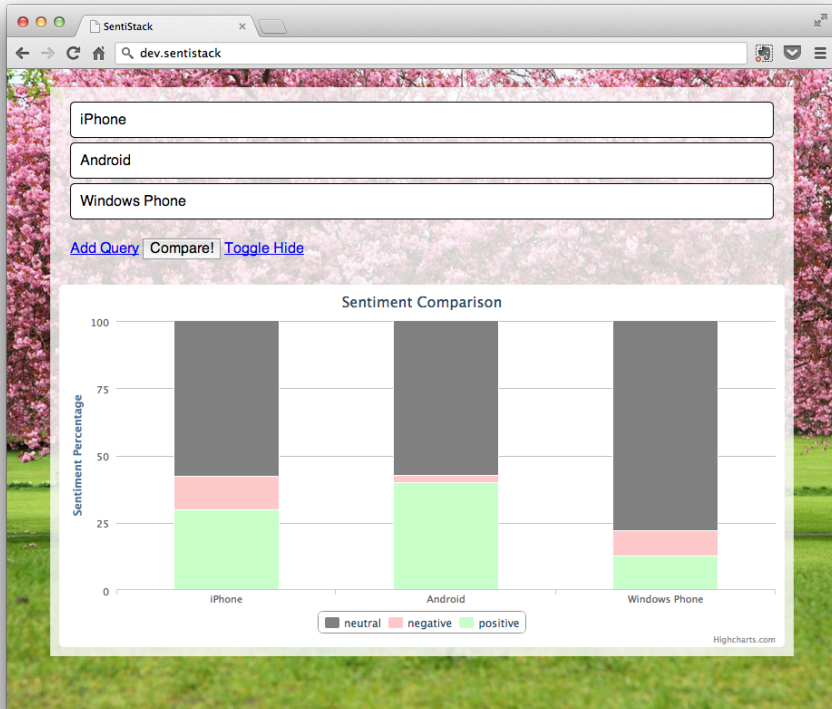 SentiStack
dev.sentistack
iPhone
Android
Windows Phone
Add Query Compare! Toggle Hide
Sentiment Comparison
Sentiment Percentage
100
75
50
25
0
iPhone Android Windows Phone
neutral negative positive
Highcharts.com